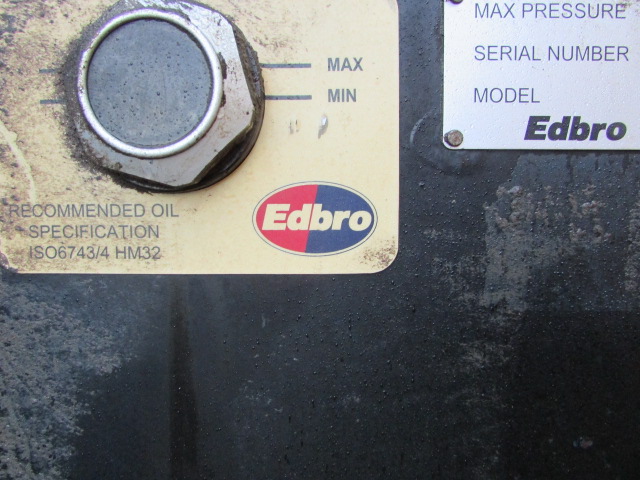 MAX
MIN
RECOMMENDED OIL
SPECIFICATION
ISO6743/4 HM32
Edbro
MAX PRESSURE
SERIAL NUMBER
MODEL
Edbro